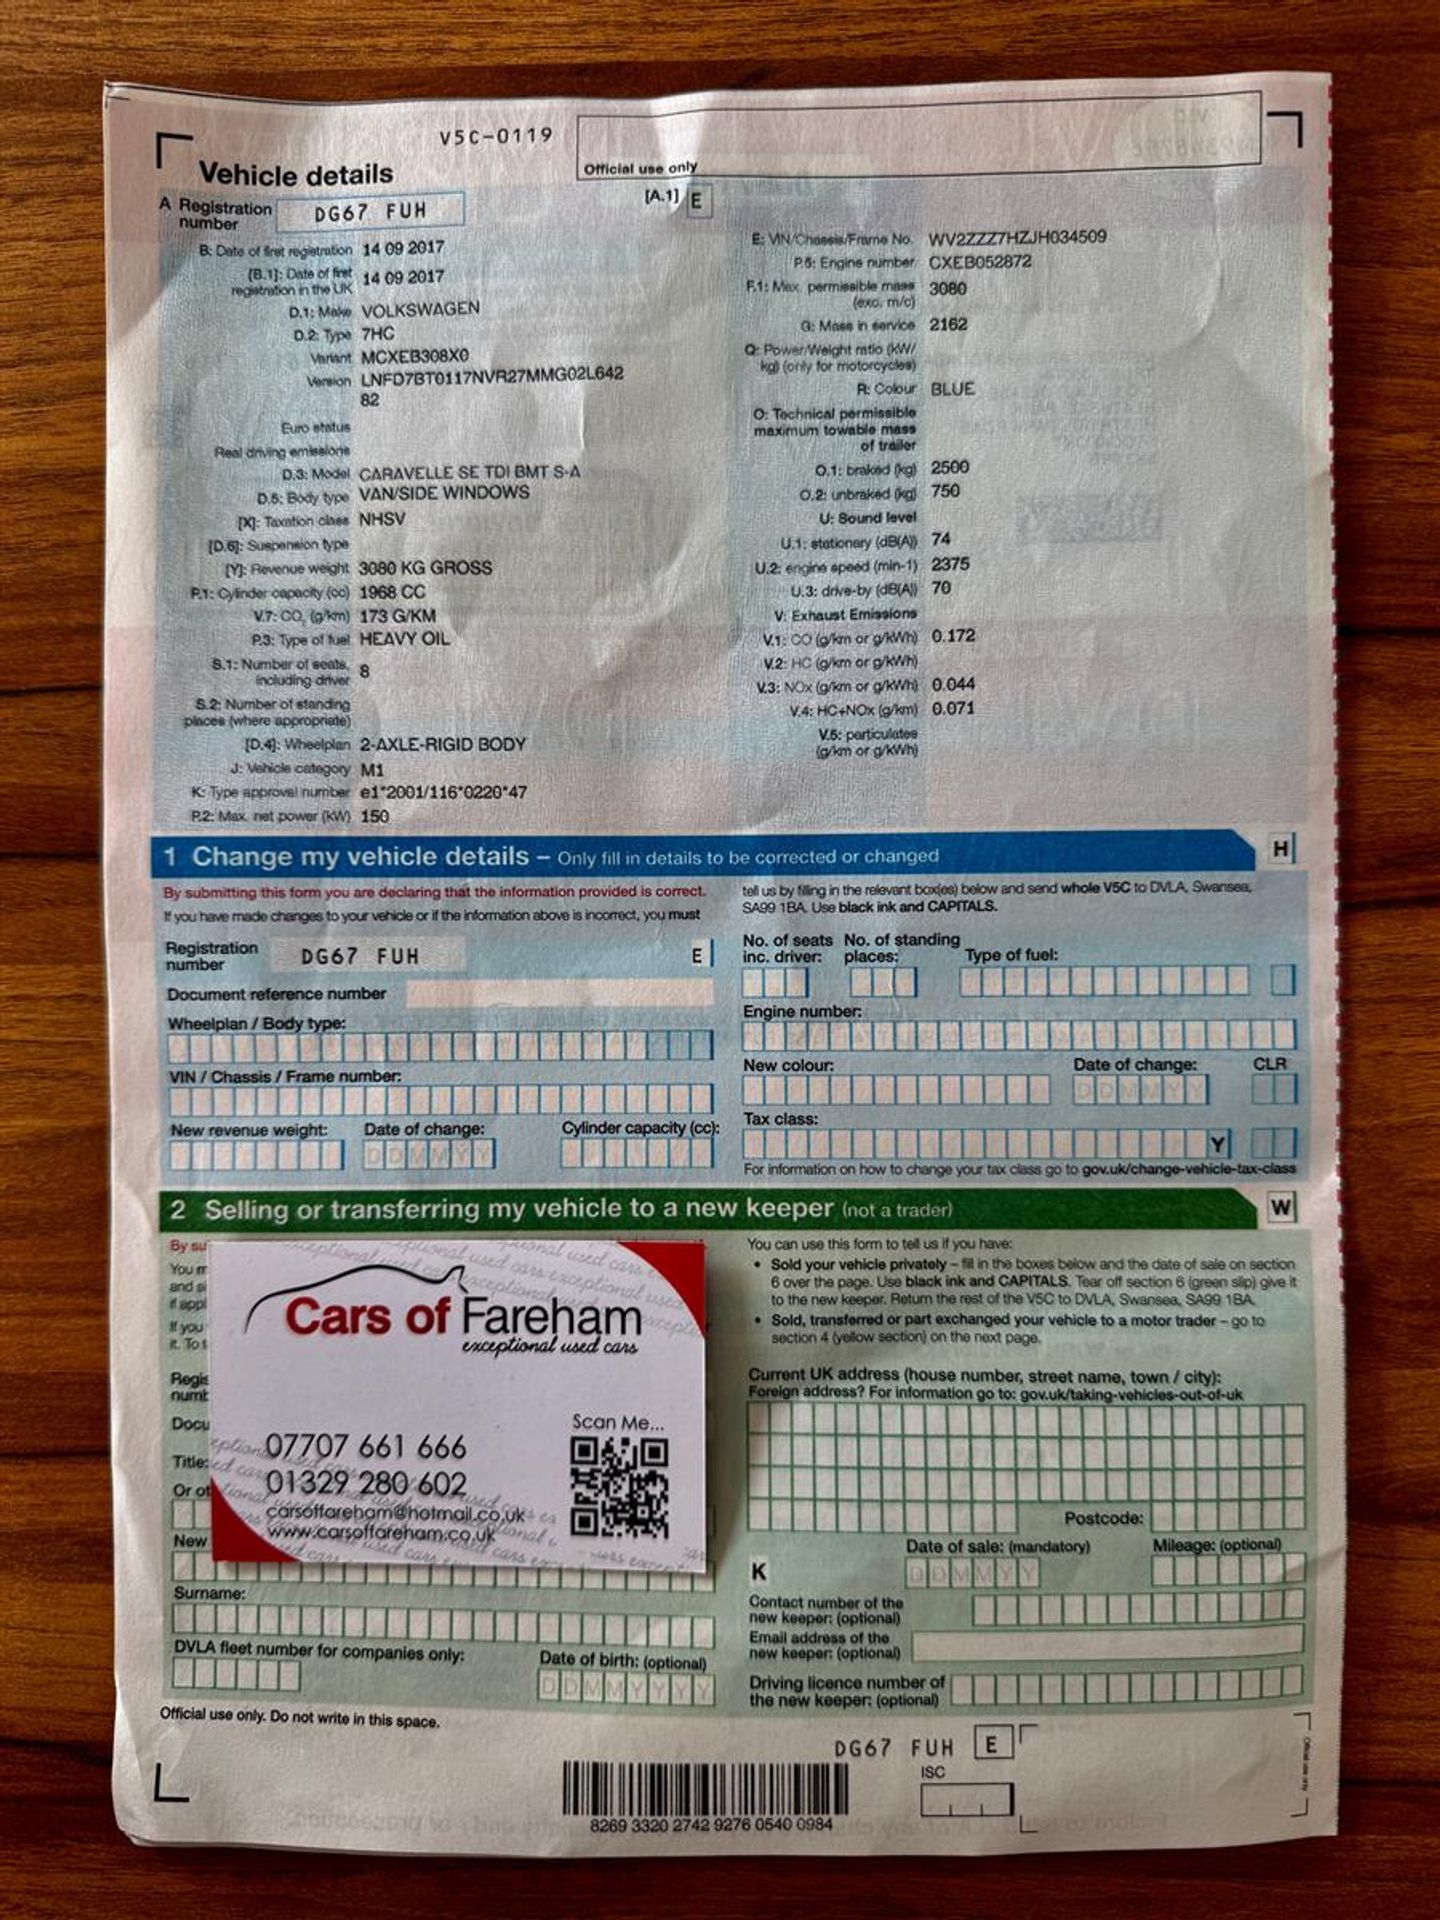 V5C-0119
Official use only
Vehicle details
A Registration number DG67 FUH
[A.1] E
B: Date of first registration 14 09 2017
[B.1]: Date of first registration in the UK 14 09 2017
D.1: Make VOLKSWAGEN
D.2: Type 7HC
Variant MCXEB308X0
Version LNFD7BT0117NVR27MMG02L642
82
Euro status
Real driving emissions
D.3: Model CARAVELLE SE TDI BMT S-A
D.5: Body type VAN/SIDE WINDOWS
[X]: Taxation class NHSV
[D.6]: Suspension type
[Y]: Revenue weight 3080 KG GROSS
P.1: Cylinder capacity (cc) 1968 CC
V.7: CO2 (g/km) 173 G/KM
P.3: Type of fuel HEAVY OIL
S.1: Number of seats, including driver 8
S.2: Number of standing places (where appropriate)
[D.4]: Wheelplan 2-AXLE-RIGID BODY
J: Vehicle category M1
K: Type approval number e1*2001/116*0220*47
P.2: Max. net power (kW) 150
E: VIN/Chassis/Frame No. WV2ZZZ7HZJH034509
P.5: Engine number CXEB052872
F.1: Max. permissible mass (exc. m/c) 3080
G: Mass in service 2162
Q: Power/Weight ratio (kW/kg) (only for motorcycles)
R: Colour BLUE
O: Technical permissible maximum towable mass of trailer
O.1: braked (kg) 2500
O.2: unbraked (kg) 750
U: Sound level
U.1: stationary (dB(A)) 74
U.2: engine speed (min-1) 2375
U.3: drive-by (dB(A)) 70
V: Exhaust Emissions
V.1: CO (g/km or g/kWh) 0.172
V.2: HC (g/km or g/kWh)
V.3: NOx (g/km or g/kWh) 0.044
V.4: HC+NOx (g/km) 0.071
V.5: particulates (g/km or g/kWh)
1 Change my vehicle details – Only fill in details to be corrected or changed H
By submitting this form you are declaring that the information provided is correct.
If you have made changes to your vehicle or if the information above is incorrect, you must
tell us by filling in the relevant box(es) below and send whole V5C to DVLA, Swansea,
SA99 1BA. Use black ink and CAPITALS.
Registration number DG67 FUH E
Document reference number
Wheelplan / Body type:
VIN / Chassis / Frame number:
New revenue weight: Date of change: Cylinder capacity (cc):
DDMMYY
No. of seats inc. driver: No. of standing places: Type of fuel:
Engine number:
New colour: Date of change: CLR
DDMMYY
Tax class:
Y
For information on how to change your tax class go to gov.uk/change-vehicle-tax-class
2 Selling or transferring my vehicle to a new keeper (not a trader) W
By su
You m
and si
if appl
If you
it. To t
Regis
numb
Docu
Title:
Or ot
New
Cars of Fareham
exceptional used cars
Scan Me...
07707 661 666
01329 280 602
carsoffareham@hotmail.co.uk
www.carsoffareham.co.uk
Surname:
DVLA fleet number for companies only: Date of birth: (optional)
DDMMYYYY
You can use this form to tell us if you have:
• Sold your vehicle privately – fill in the boxes below and the date of sale on section
6 over the page. Use black ink and CAPITALS. Tear off section 6 (green slip) give it
to the new keeper. Return the rest of the V5C to DVLA, Swansea, SA99 1BA.
• Sold, transferred or part exchanged your vehicle to a motor trader – go to
section 4 (yellow section) on the next page.
Current UK address (house number, street name, town / city):
Foreign address? For information go to: gov.uk/taking-vehicles-out-of-uk
Postcode:
Date of sale: (mandatory) Mileage: (optional)
K DDMMYY
Contact number of the
new keeper: (optional)
Email address of the
new keeper: (optional)
Driving licence number of
the new keeper: (optional)
Official use only. Do not write in this space.
DG67 FUH E
ISC
Official use only
8269 3320 2742 9276 0540 0984